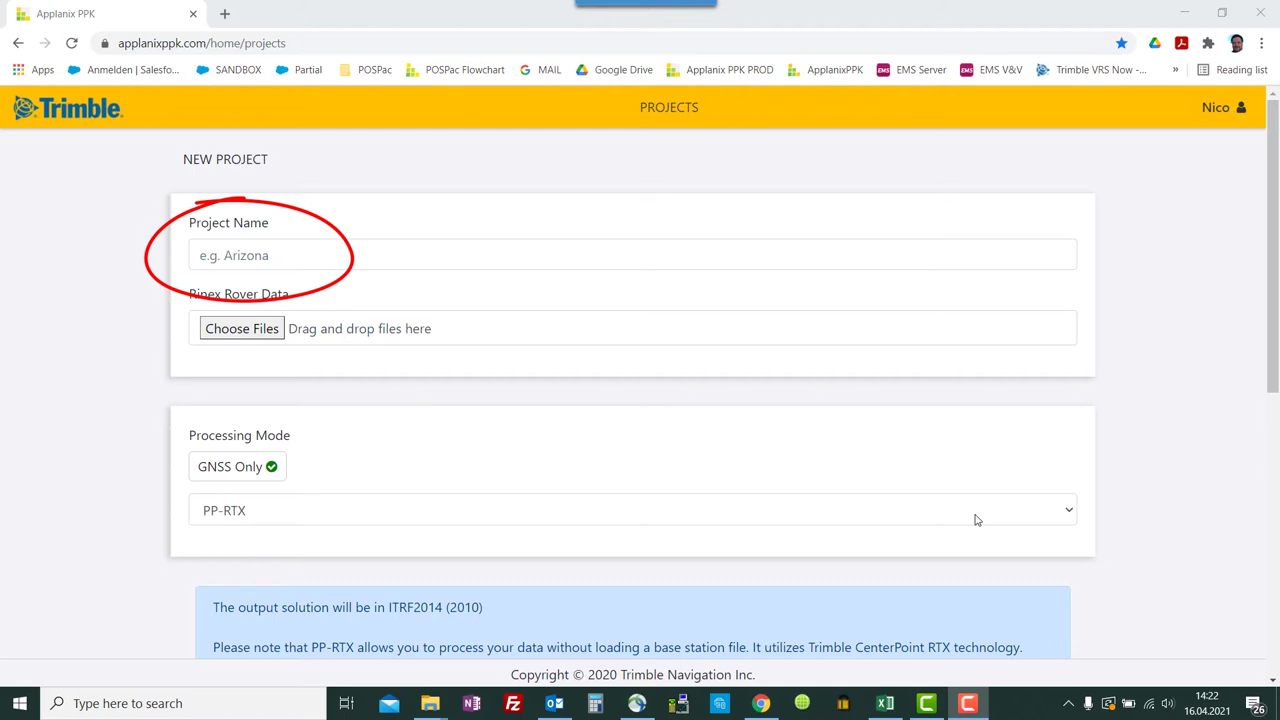 Applanix PPK
applanixppk.com/home/projects
Apps Anmelden | Salesfo... SANDBOX Partial POSPac POSPac Flowchart MAIL Google Drive Applanix PPK PROD ApplanixPPK EMS EMS Server EMS EMS V&V Trimble VRS Now -... » Reading list
Trimble. PROJECTS Nico
NEW PROJECT
Project Name
e.g. Arizona
Rinex Rover Data
Choose Files Drag and drop files here
Processing Mode
GNSS Only
PP-RTX
The output solution will be in ITRF2014 (2010)
Please note that PP-RTX allows you to process your data without loading a base station file. It utilizes Trimble CenterPoint RTX technology.
Copyright © 2020 Trimble Navigation Inc.
Type here to search
14:22
16.04.2021
26